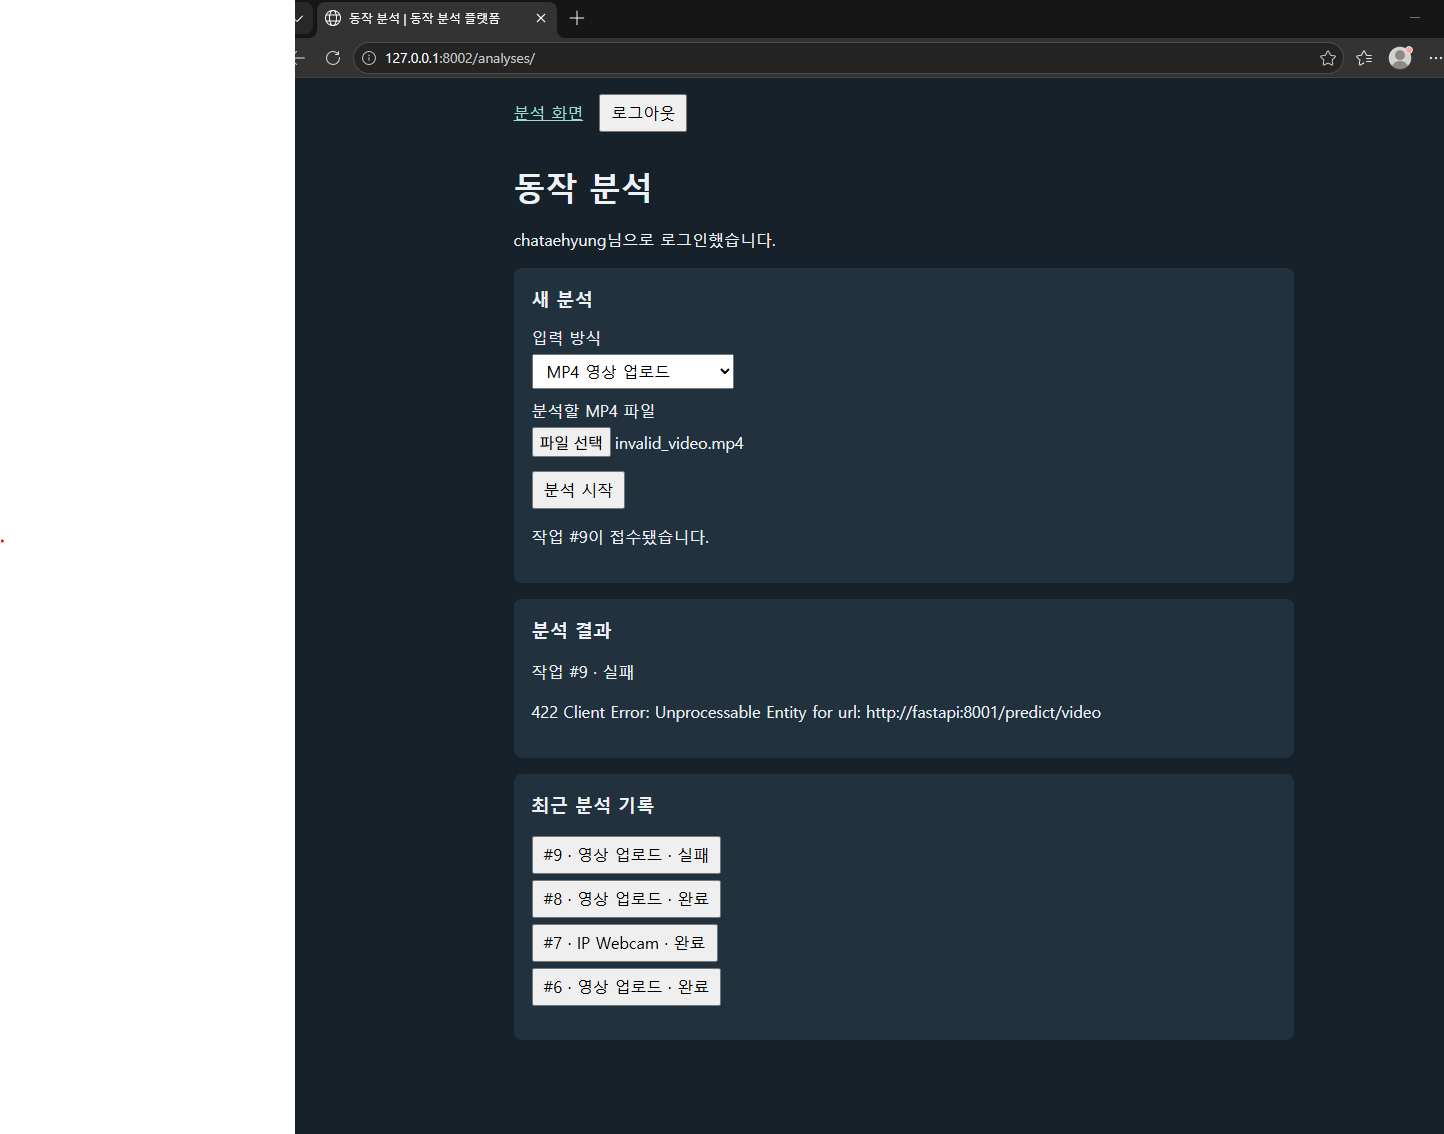 동작 분석 | 동작 분석 플랫폼
127.0.0.1:8002/analyses/
분석 화면 로그아웃
동작 분석
chataehyung님으로 로그인했습니다.
새 분석
입력 방식
MP4 영상 업로드
분석할 MP4 파일
파일 선택 invalid_video.mp4
분석 시작
작업 #9이 접수됐습니다.
분석 결과
작업 #9 · 실패
422 Client Error: Unprocessable Entity for url: http://fastapi:8001/predict/video
최근 분석 기록
#9 · 영상 업로드 · 실패
#8 · 영상 업로드 · 완료
#7 · IP Webcam · 완료
#6 · 영상 업로드 · 완료